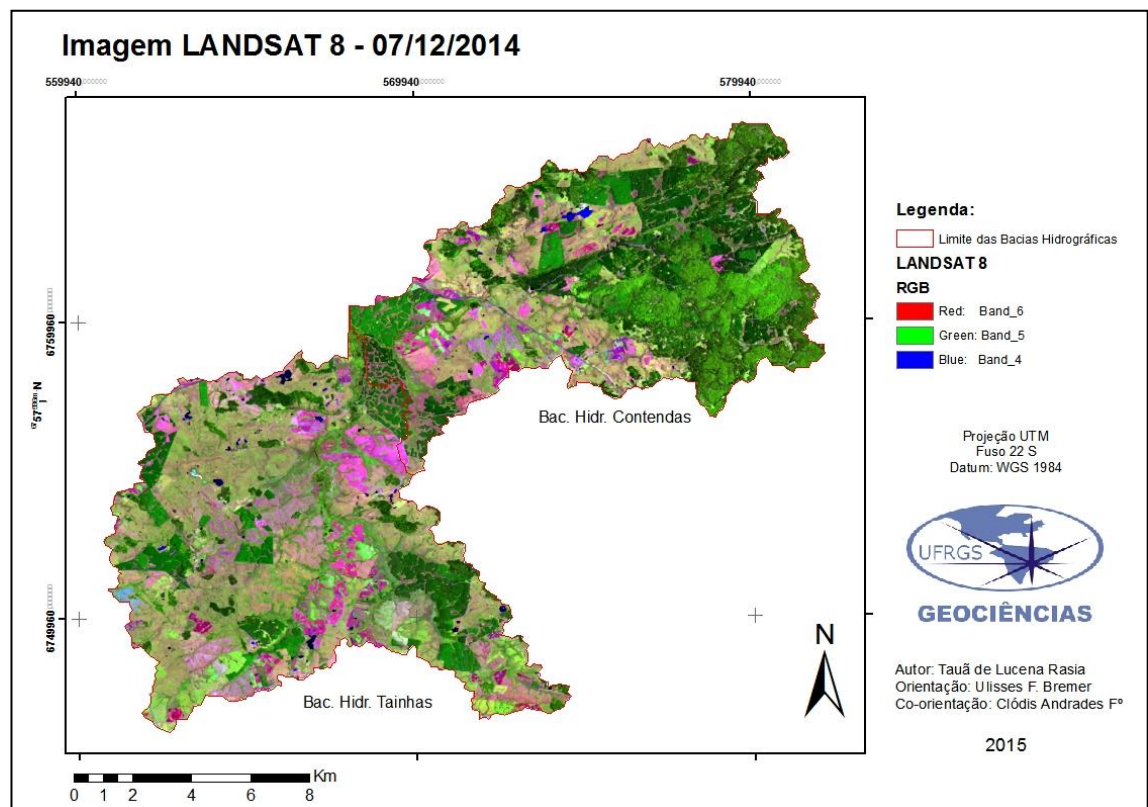 Imagem LANDSAT 8 - 07/12/2014
559940
569940
579940
6759960
6749960
Bac. Hidr. Contendas
Bac. Hidr. Tainhas
Km
0 1 2 4 6 8
N
Legenda:
Limite das Bacias Hidrográficas
LANDSAT 8
RGB
Red: Band_6
Green: Band_5
Blue: Band_4
Projeção UTM
Fuso 22 S
Datum: WGS 1984
UFRGS
GEOCIÊNCIAS
Autor: Tauã de Lucena Rasia
Orientação: Ulisses F. Bremer
Co-orientação: Clódis Andrades Fº
2015